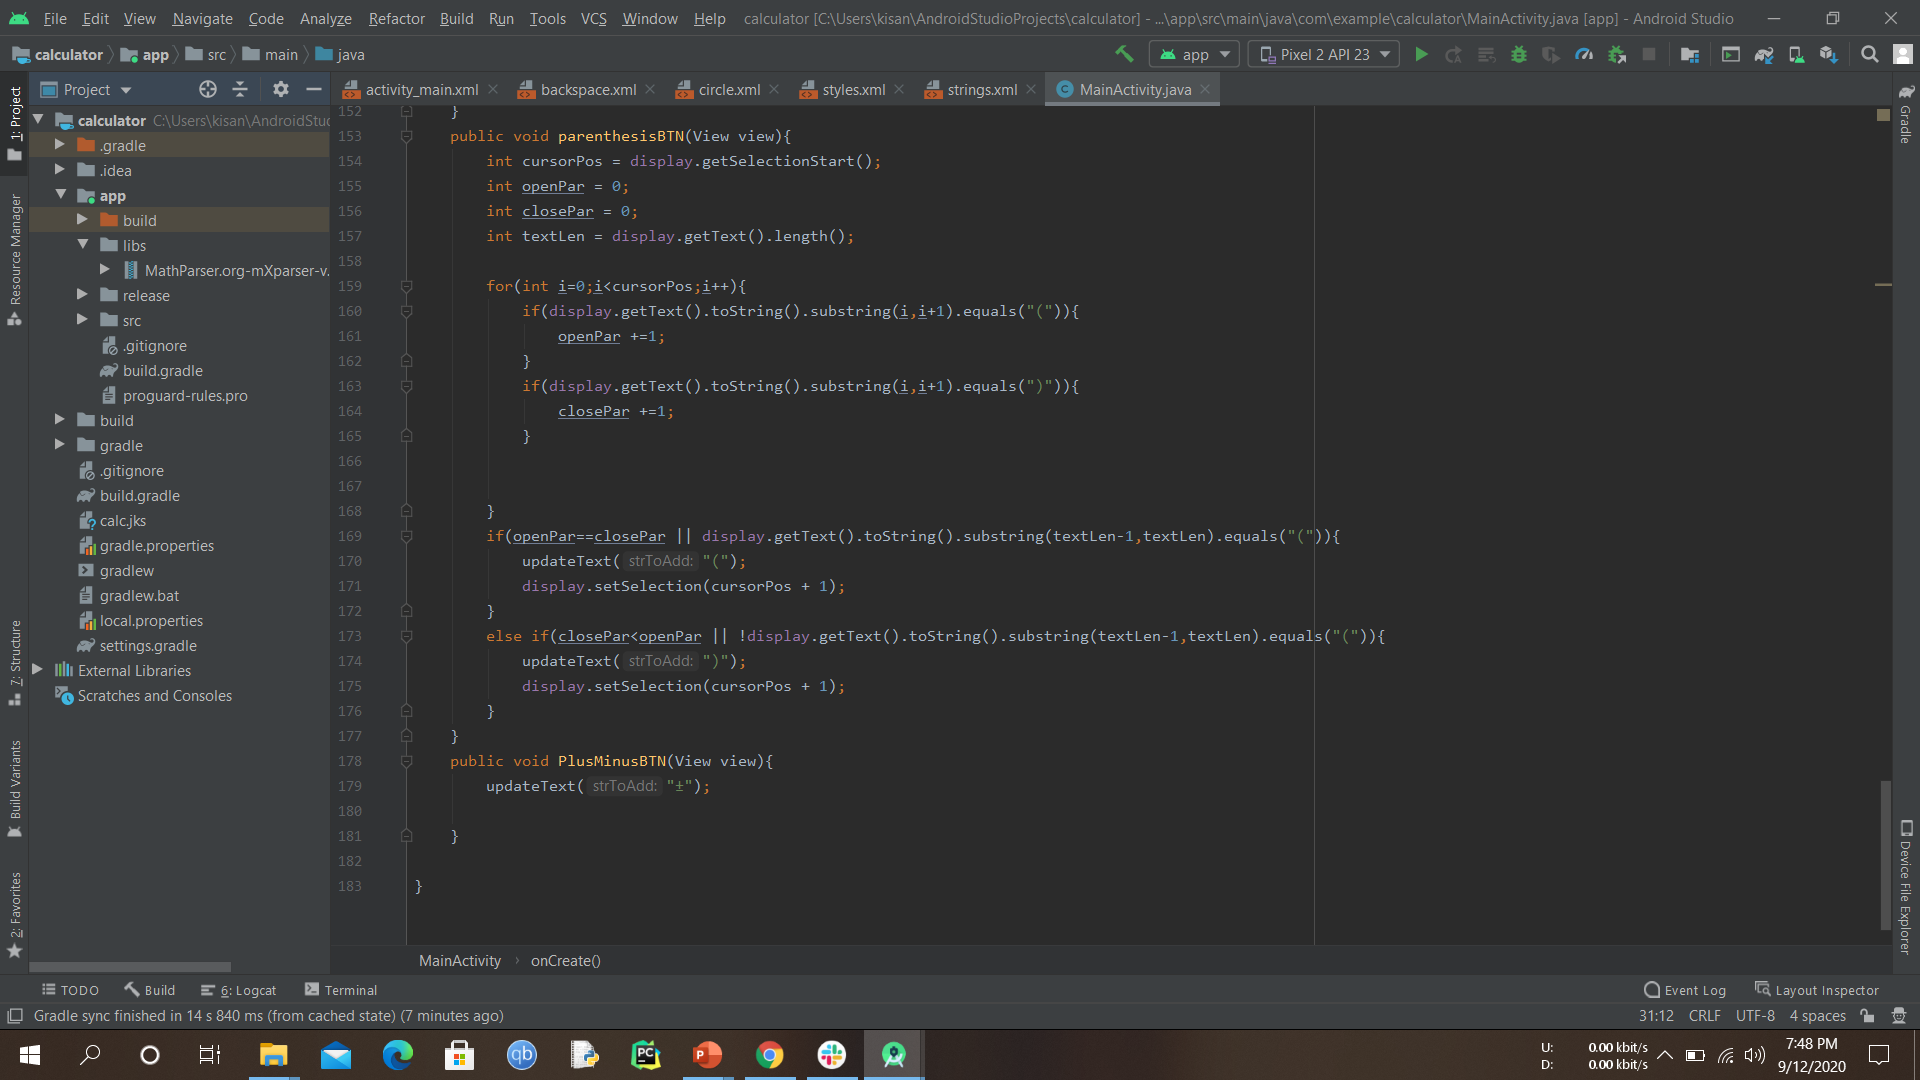 File Edit View Navigate Code Analyze Refactor Build Run Tools VCS Window Help calculator [C:\Users\kisan\AndroidStudioProjects\calculator] - ...\app\src\main\java\com\example\calculator\MainActivity.java [app] - Android Studio
calculator app src main java app Pixel 2 API 23
1: Project
Resource Manager
7: Structure
Build Variants
2: Favorites
Project
calculator C:\Users\kisan\AndroidStu
.gradle
.idea
app
build
libs
MathParser.org-mXparser-v.
release
src
.gitignore
build.gradle
proguard-rules.pro
build
gradle
.gitignore
build.gradle
calc.jks
gradle.properties
gradlew
gradlew.bat
local.properties
settings.gradle
External Libraries
Scratches and Consoles
activity_main.xml backspace.xml circle.xml styles.xml strings.xml C MainActivity.java
152 }
153 public void parenthesisBTN(View view){
154 int cursorPos = display.getSelectionStart();
155 int openPar = 0;
156 int closePar = 0;
157 int textLen = display.getText().length();
158
159 for(int i=0;i<cursorPos;i++){
160 if(display.getText().toString().substring(i,i+1).equals("(")){
161 openPar +=1;
162 }
163 if(display.getText().toString().substring(i,i+1).equals(")")){
164 closePar +=1;
165 }
166
167
168 }
169 if(openPar==closePar || display.getText().toString().substring(textLen-1,textLen).equals("(")){
170 updateText( strToAdd: "(");
171 display.setSelection(cursorPos + 1);
172 }
173 else if(closePar<openPar || !display.getText().toString().substring(textLen-1,textLen).equals("(")){
174 updateText( strToAdd: ")");
175 display.setSelection(cursorPos + 1);
176 }
177 }
178 public void PlusMinusBTN(View view){
179 updateText( strToAdd: "±");
180
181 }
182
183 }
MainActivity › onCreate()
Gradle
Device File Explorer
TODO Build 6: Logcat Terminal Event Log Layout Inspector
Gradle sync finished in 14 s 840 ms (from cached state) (7 minutes ago) 31:12 CRLF UTF-8 4 spaces
qb PC P
U: 0.00 kbit/s
D: 0.00 kbit/s
7:48 PM
9/12/2020